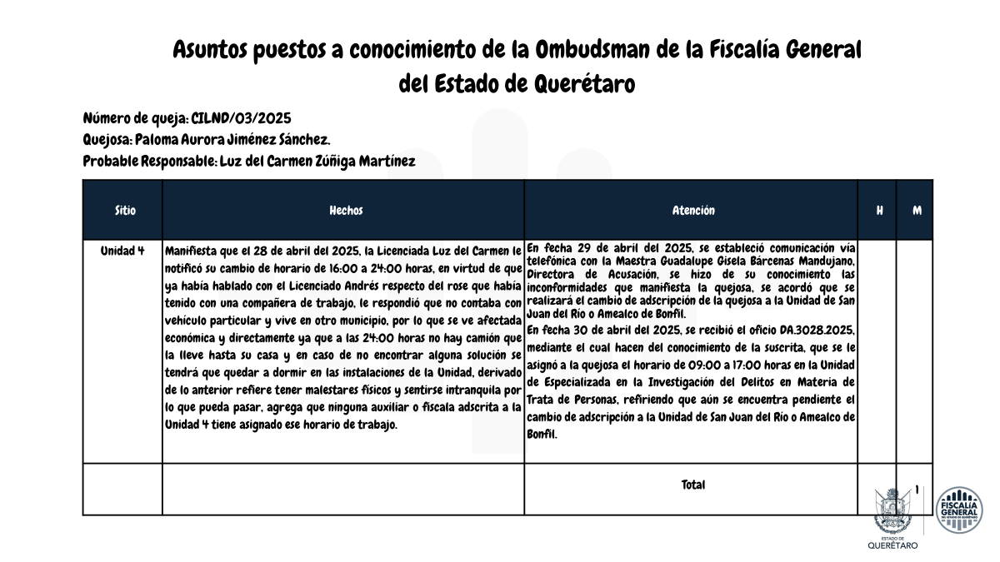 Asuntos puestos a conocimiento de la Ombudsman de la Fiscalía General
del Estado de Querétaro
Número de queja: CILND/03/2025
Quejosa: Paloma Aurora Jiménez Sánchez.
Probable Responsable: Luz del Carmen Zúñiga Martínez
Sitio
Hechos
Atención
H
M
Unidad 4
Manifiesta que el 28 de abril del 2025, la Licenciada Luz del Carmen le
notificó su cambio de horario de 16:00 a 24:00 horas, en virtud de que
ya había hablado con el Licenciado Andrés respecto del rose que había
tenido con una compañera de trabajo, le respondió que no contaba con
vehículo particular y vive en otro municipio, por lo que se ve afectada
económica y directamente ya que a las 24:00 horas no hay camión que
la lleve hasta su casa y en caso de no encontrar alguna solución se
tendrá que quedar a dormir en las instalaciones de la Unidad, derivado
de lo anterior refiere tener malestares físicos y sentirse intranquila por
lo que pueda pasar, agrega que ninguna auxiliar o fiscala adscrita a la
Unidad 4 tiene asignado ese horario de trabajo.
En fecha 29 de abril del 2025, se estableció comunicación vía
telefónica con la Maestra Guadalupe Gisela Bárcenas Mandujano,
Directora de Acusación, se hizo de su conocimiento las
inconformidades que manifiesta la quejosa, se acordó que se
realizará el cambio de adscripción de la quejosa a la Unidad de San
Juan del Río o Amealco de Bonfil.
En fecha 30 de abril del 2025, se recibió el oficio DA.3028.2025,
mediante el cual hacen del conocimiento de la suscrita, que se le
asignó a la quejosa el horario de 09:00 a 17:00 horas en la Unidad
de Especializada en la Investigación del Delitos en Materia de
Trata de Personas, refiriendo que aún se encuentra pendiente el
cambio de adscripción a la Unidad de San Juan del Río o Amealco de
Bonfil.
Total
1
ESTADO DE
QUERÉTARO
FISCALÍA
GENERAL
DEL ESTADO DE QUERÉTARO